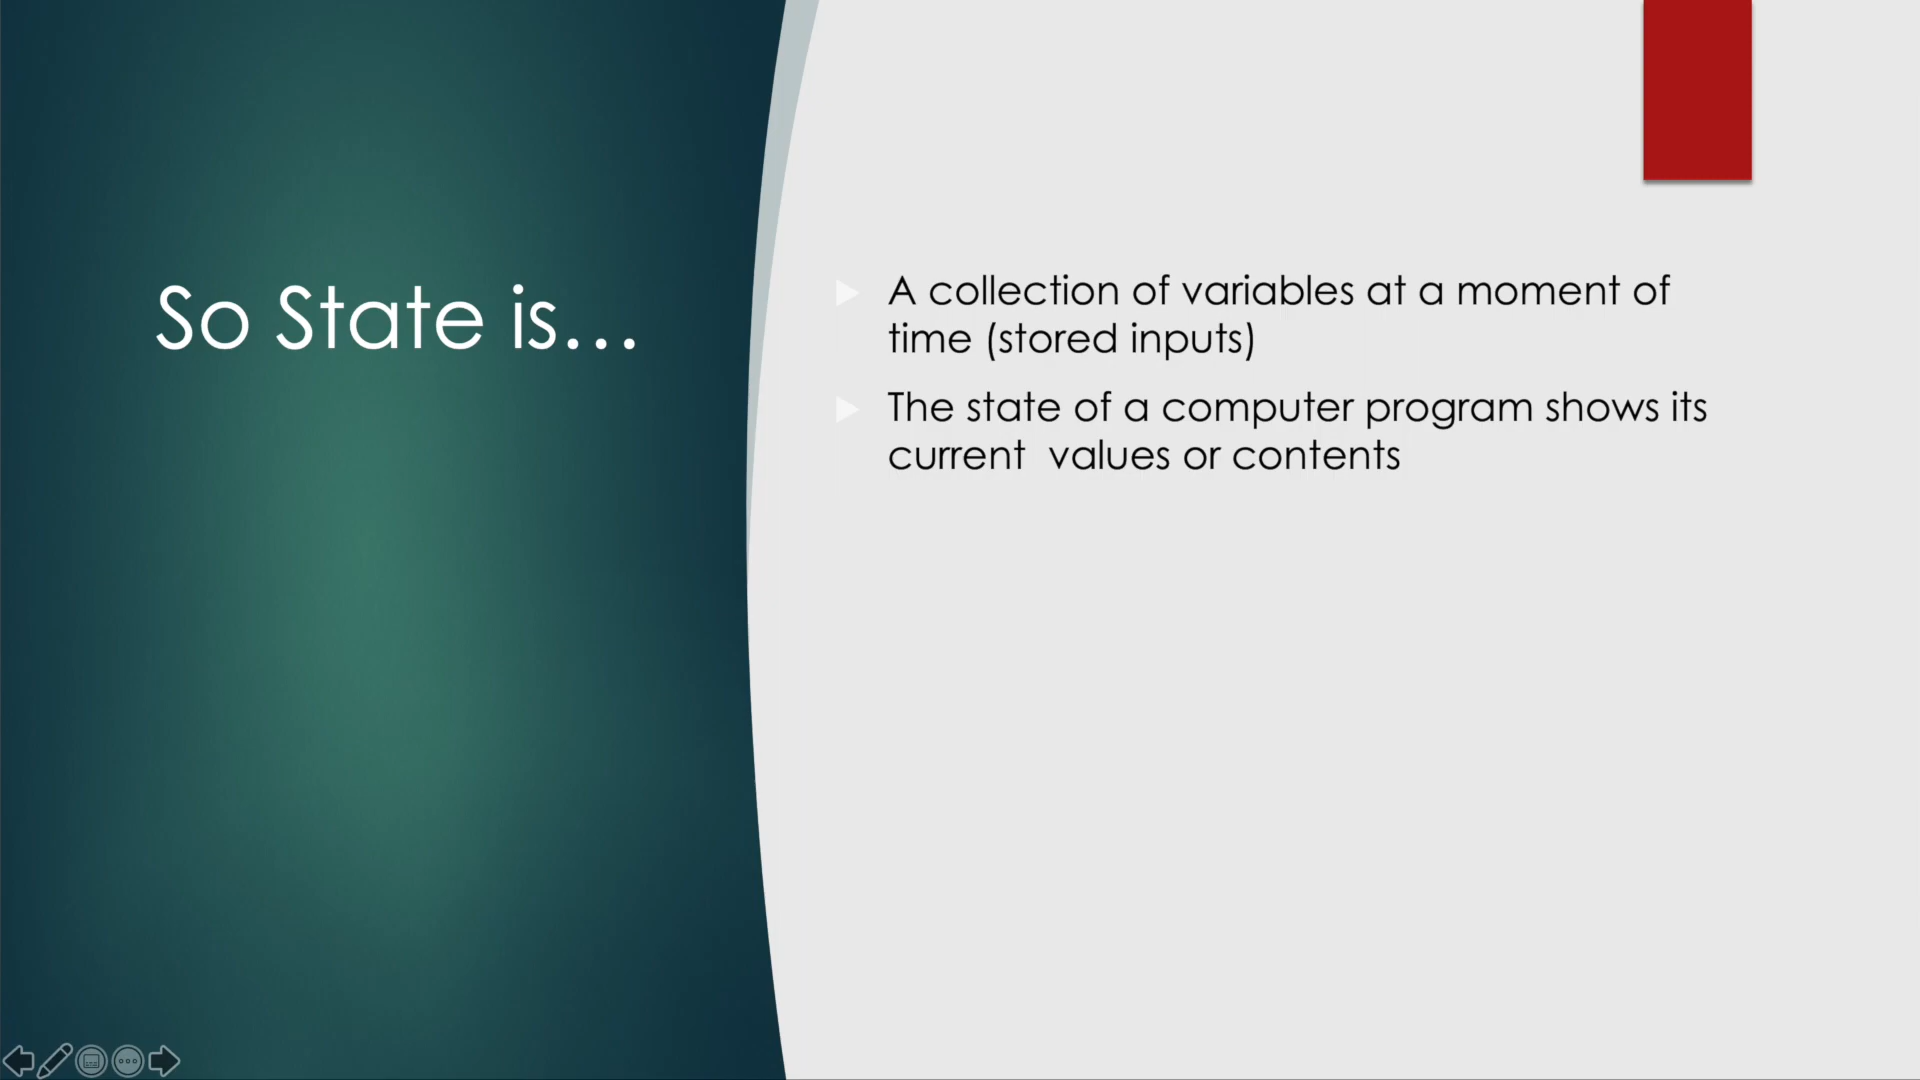 So State is...
A collection of variables at a moment of
time (stored inputs)
The state of a computer program shows its
current  values or contents